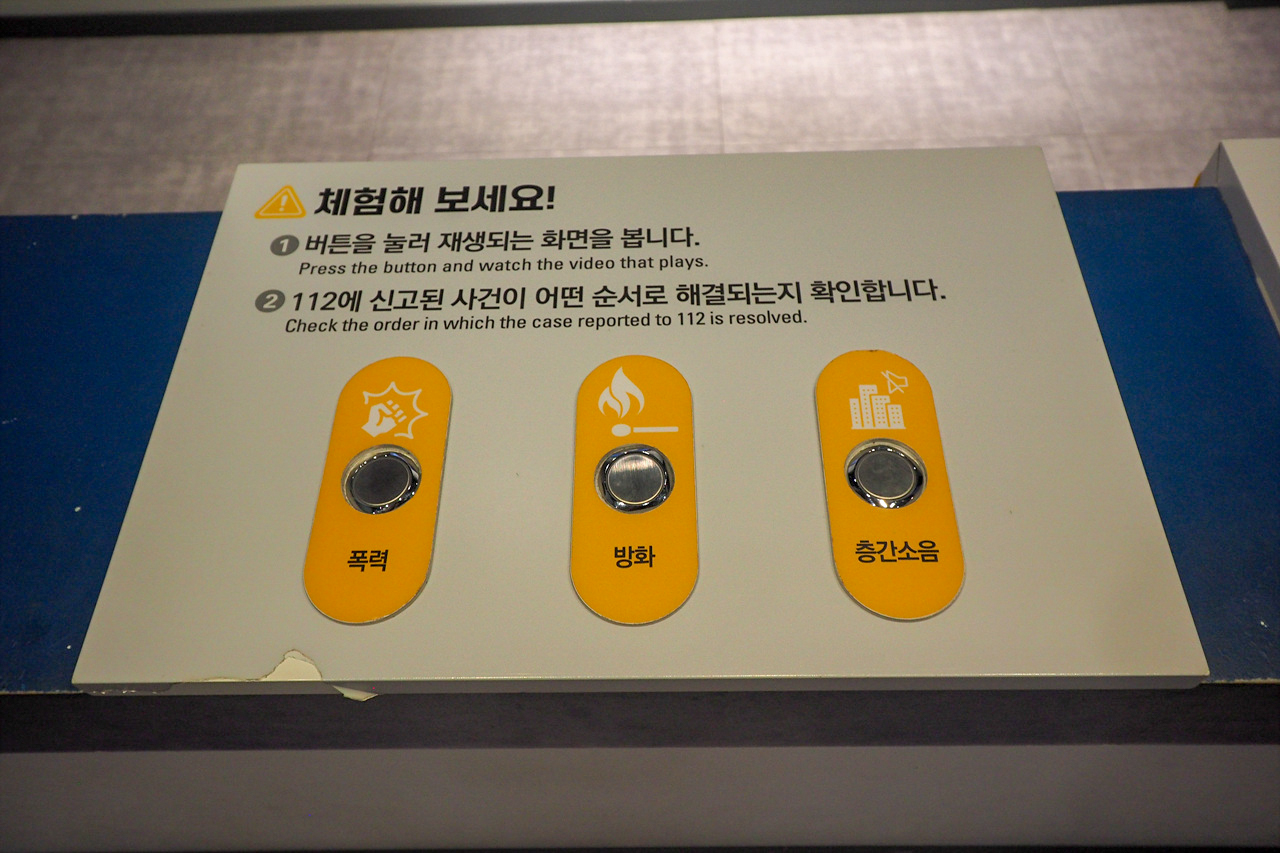 체험해 보세요!
1 버튼을 눌러 재생되는 화면을 봅니다.
Press the button and watch the video that plays.
2 112에 신고된 사건이 어떤 순서로 해결되는지 확인합니다.
Check the order in which the case reported to 112 is resolved.
폭력
방화
층간소음